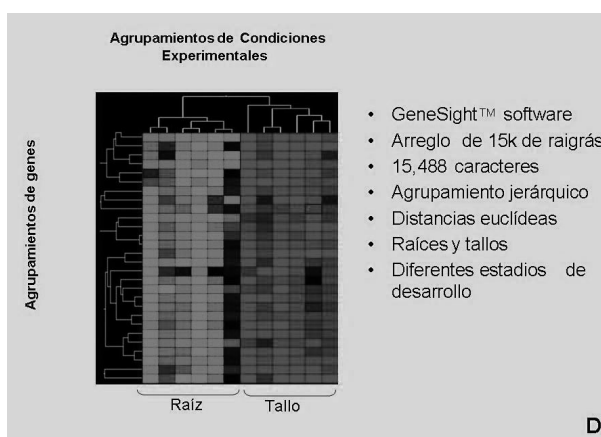 Agrupamientos de Condiciones
Experimentales
Agrupamientos de genes
• GeneSight™ software
• Arreglo de 15k de raigrás
• 15,488 caracteres
• Agrupamiento jerárquico
• Distancias euclídeas
• Raíces y tallos
• Diferentes estadios de
desarrollo
Raíz
Tallo
D